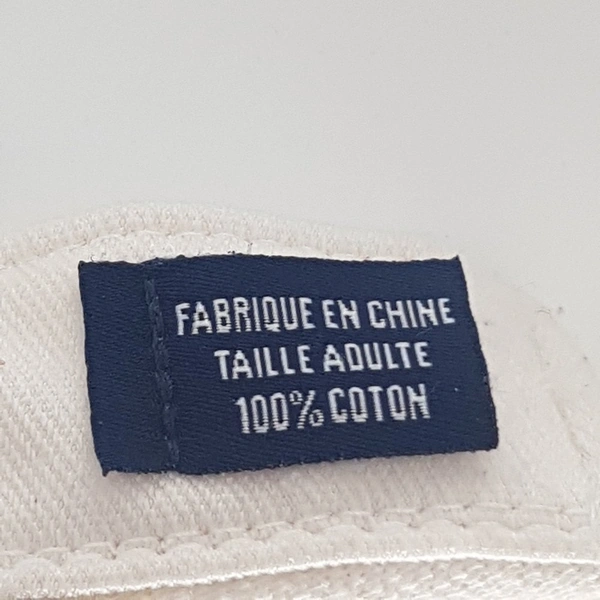 FABRIQUE EN CHINE
TAILLE ADULTE
100% COTON